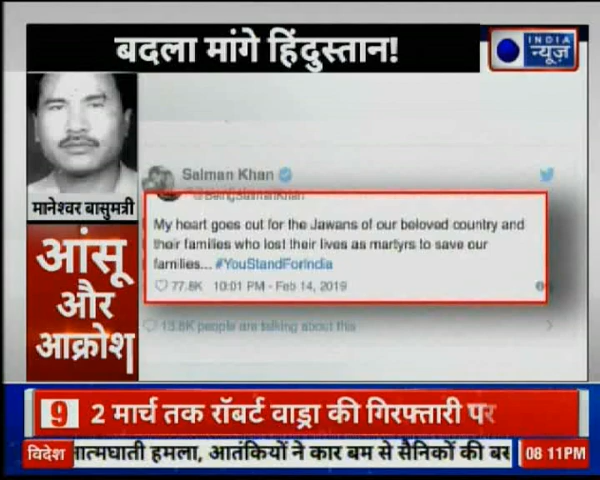 बदला मांगे हिंदुस्तान!
INDIA
न्यूज़
Salman Khan
@BeingSalmanKhan
My heart goes out for the Jawans of our beloved country and
their families who lost their lives as martyrs to save our
families... #YouStandForIndia
77.8K 10:01 PM - Feb 14, 2019
13.8K people are talking about this
मानेश्वर बासुमत्री
आंसू
और
आक्रोश
9 2 मार्च तक रॉबर्ट वाड्रा की गिरफ्तारी पर
विदेश हमला, आतंकियों ने कार बम से सैनिकों की
08 11PM